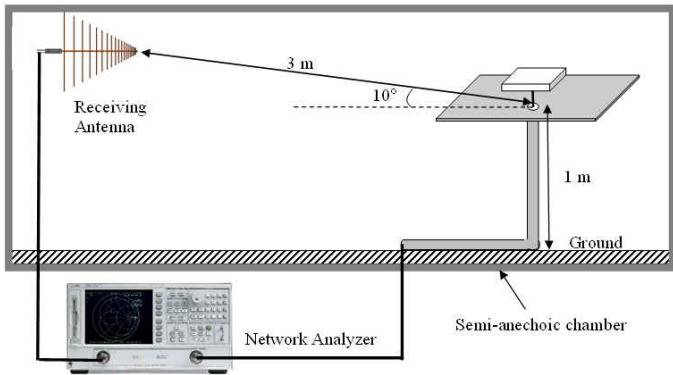 3 m
10°
Receiving
Antenna
1 m
Ground
Network Analyzer
Semi-anechoic chamber